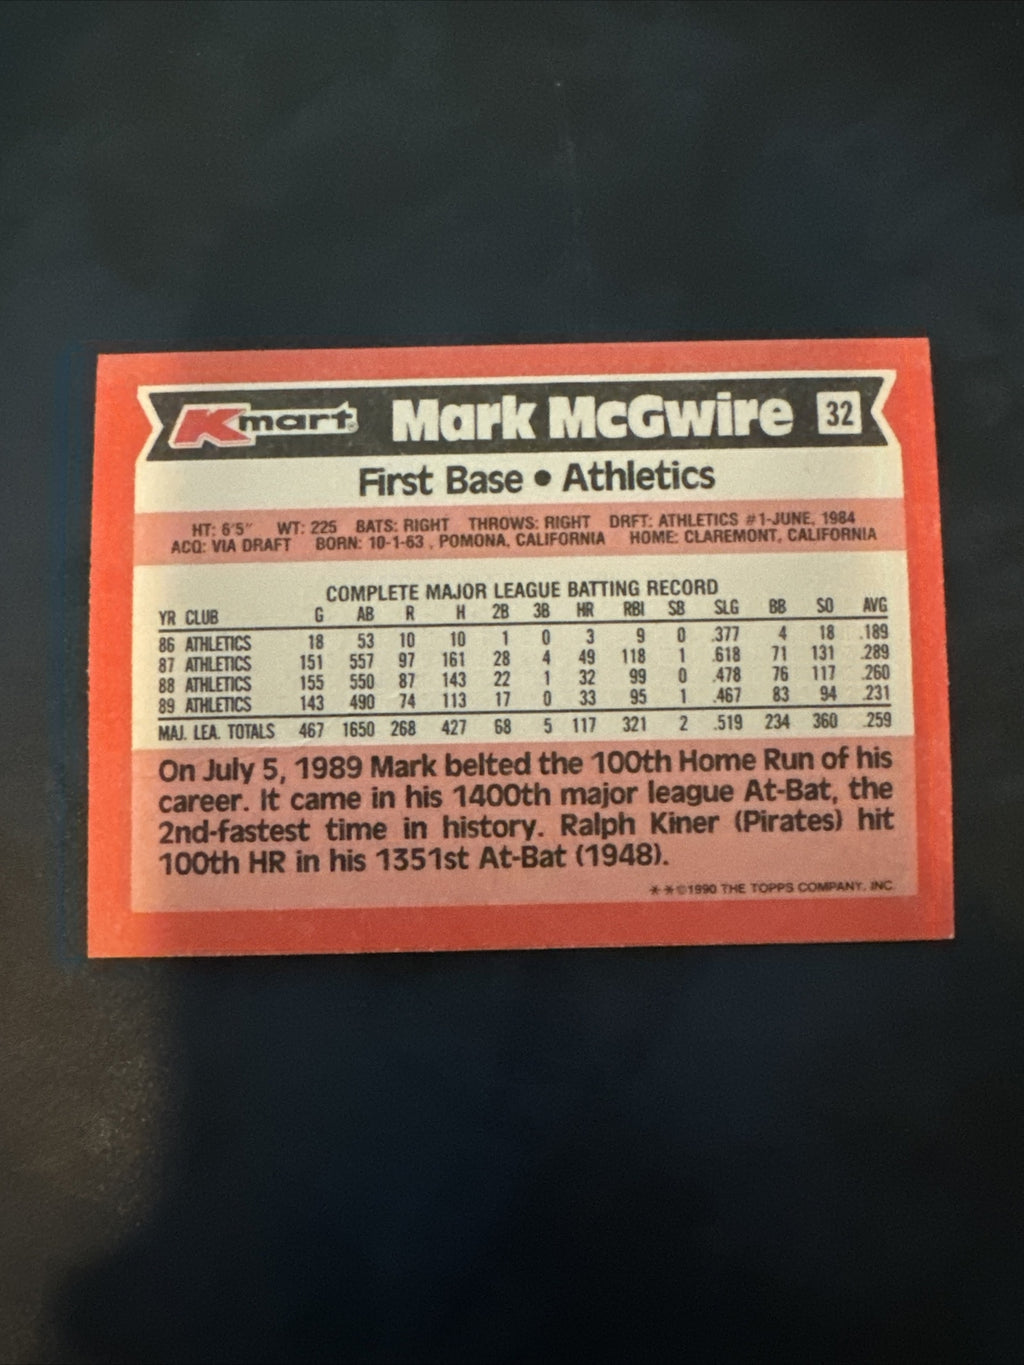 Kmart Mark McGwire 32
First Base • Athletics
HT: 6'5" WT: 225 BATS: RIGHT THROWS: RIGHT DRFT: ATHLETICS #1-JUNE, 1984
ACQ: VIA DRAFT BORN: 10-1-63, POMONA, CALIFORNIA HOME: CLAREMONT, CALIFORNIA
COMPLETE MAJOR LEAGUE BATTING RECORD
YR CLUB G AB R H 2B 3B HR RBI SB SLG BB SO AVG
86 ATHLETICS 18 53 10 10 1 0 3 9 0 .377 4 18 .189
87 ATHLETICS 151 557 97 161 28 4 49 118 1 .618 71 131 .289
88 ATHLETICS 155 550 87 143 22 1 32 99 0 .478 76 117 .260
89 ATHLETICS 143 490 74 113 17 0 33 95 1 .467 83 94 .231
MAJ. LEA. TOTALS 467 1650 268 427 68 5 117 321 2 .519 234 360 .259
On July 5, 1989 Mark belted the 100th Home Run of his
career. It came in his 1400th major league At-Bat, the
2nd-fastest time in history. Ralph Kiner (Pirates) hit
100th HR in his 1351st At-Bat (1948).
**©1990 THE TOPPS COMPANY, INC.